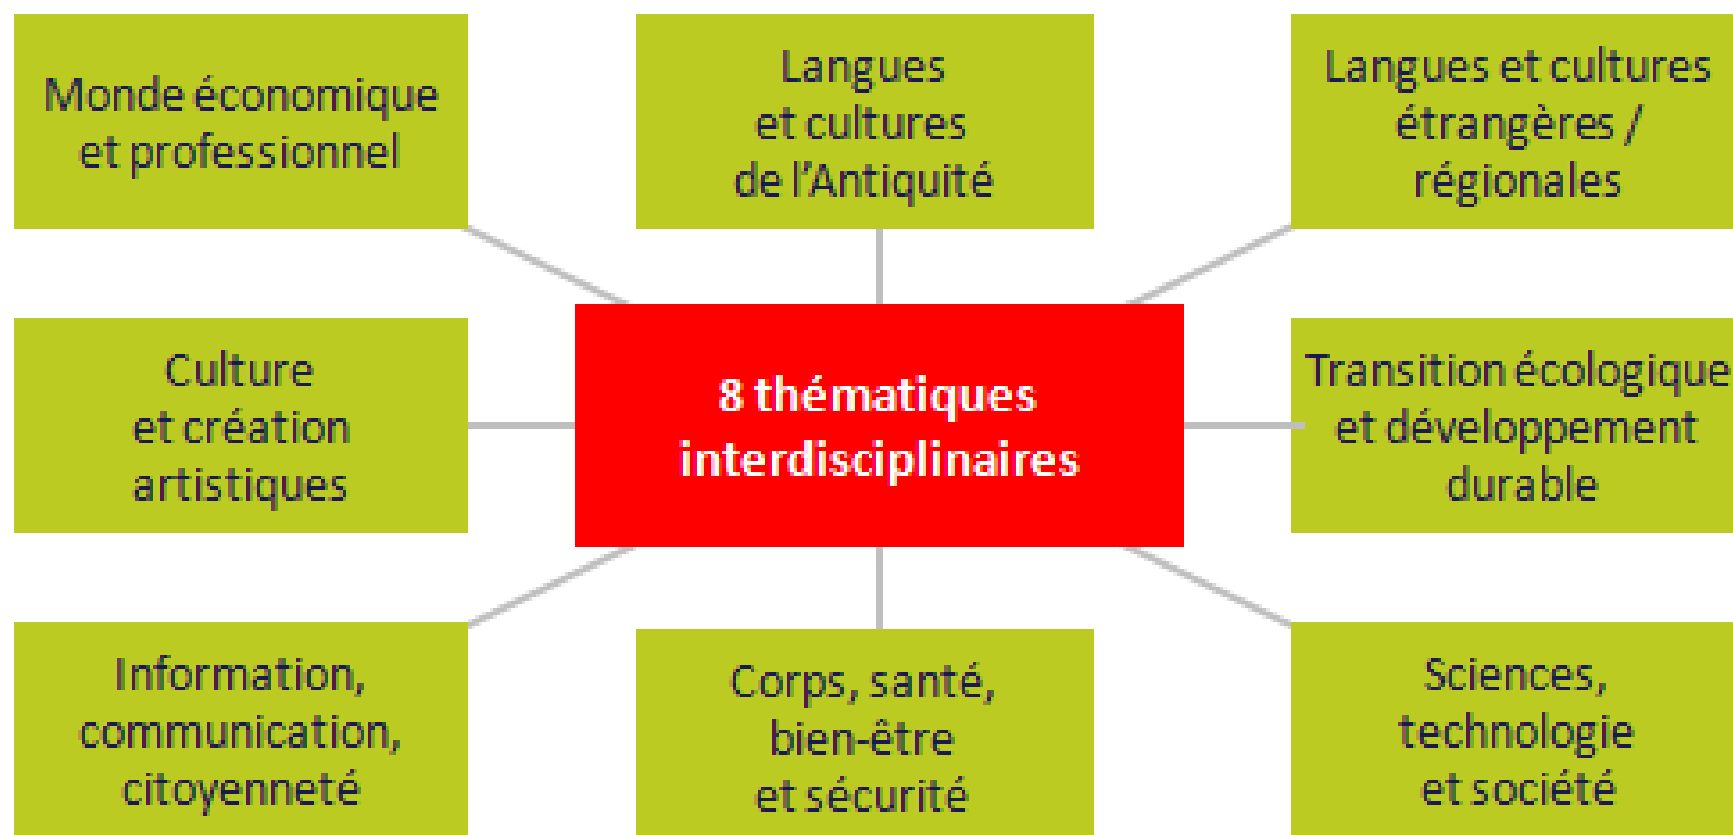 Monde économique
et professionnel
Langues
et cultures
de l'Antiquité
Langues et cultures
étrangères /
régionales
Culture
et création
artistiques
8 thématiques
interdisciplinaires
Transition écologique
et développement
durable
Information,
communication,
citoyenneté
Corps, santé,
bien-être
et sécurité
Sciences,
technologie
et société